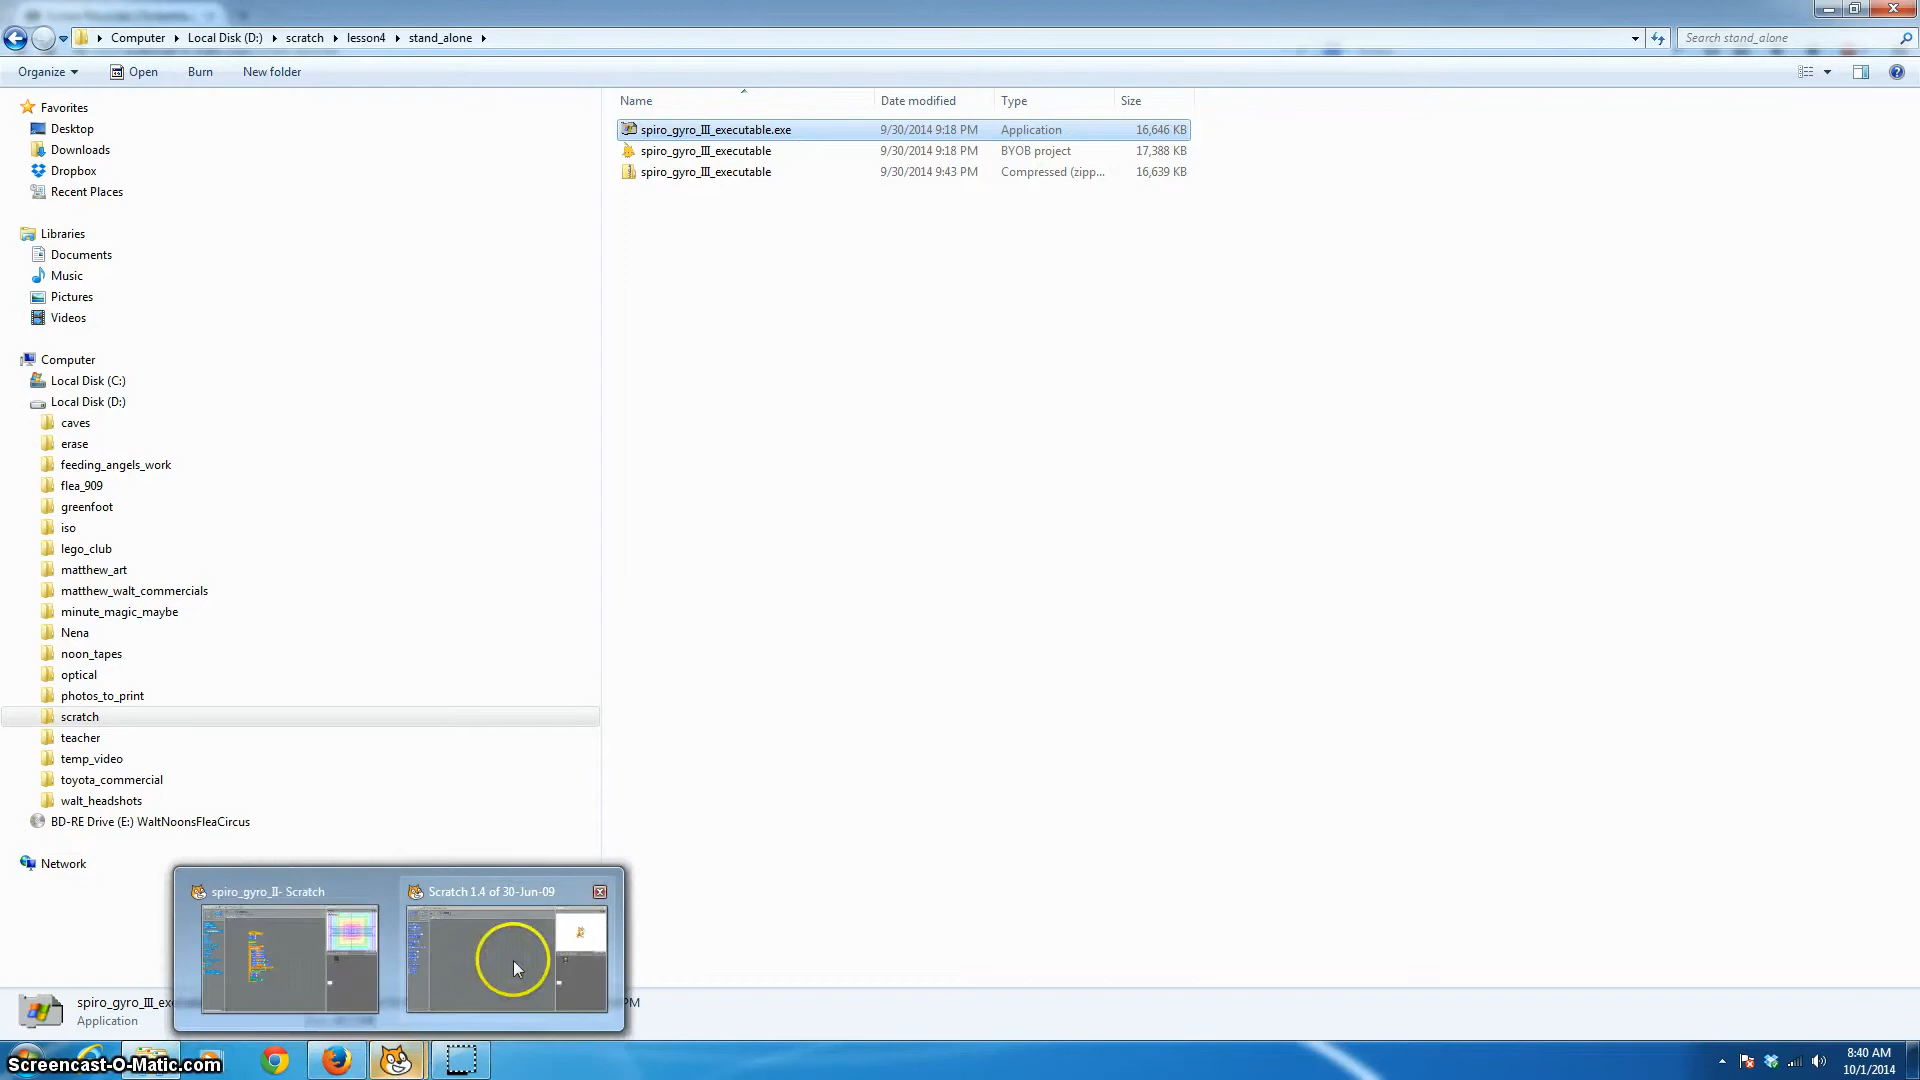 Computer Local Disk (D:) scratch lesson4 stand_alone
Search stand_alone
Organize Open Burn New folder
Name Date modified Type Size
spiro_gyro_III_executable.exe 9/30/2014 9:18 PM Application 16,646 KB
spiro_gyro_III_executable 9/30/2014 9:18 PM BYOB project 17,388 KB
spiro_gyro_III_executable 9/30/2014 9:43 PM Compressed (zipp... 16,639 KB
Favorites
Desktop
Downloads
Dropbox
Recent Places
Libraries
Documents
Music
Pictures
Videos
Computer
Local Disk (C:)
Local Disk (D:)
caves
erase
feeding_angels_work
flea_909
greenfoot
iso
lego_club
matthew_art
matthew_walt_commercials
minute_magic_maybe
Nena
noon_tapes
optical
photos_to_print
scratch
teacher
temp_video
toyota_commercial
walt_headshots
BD-RE Drive (E:) WaltNoonsFleaCircus
Network
spiro_gyro_II- Scratch
Scratch 1.4 of 30-Jun-09
spiro_gyro_III_exe
PM
Application
Screencast-O-Matic.com
8:40 AM
10/1/2014